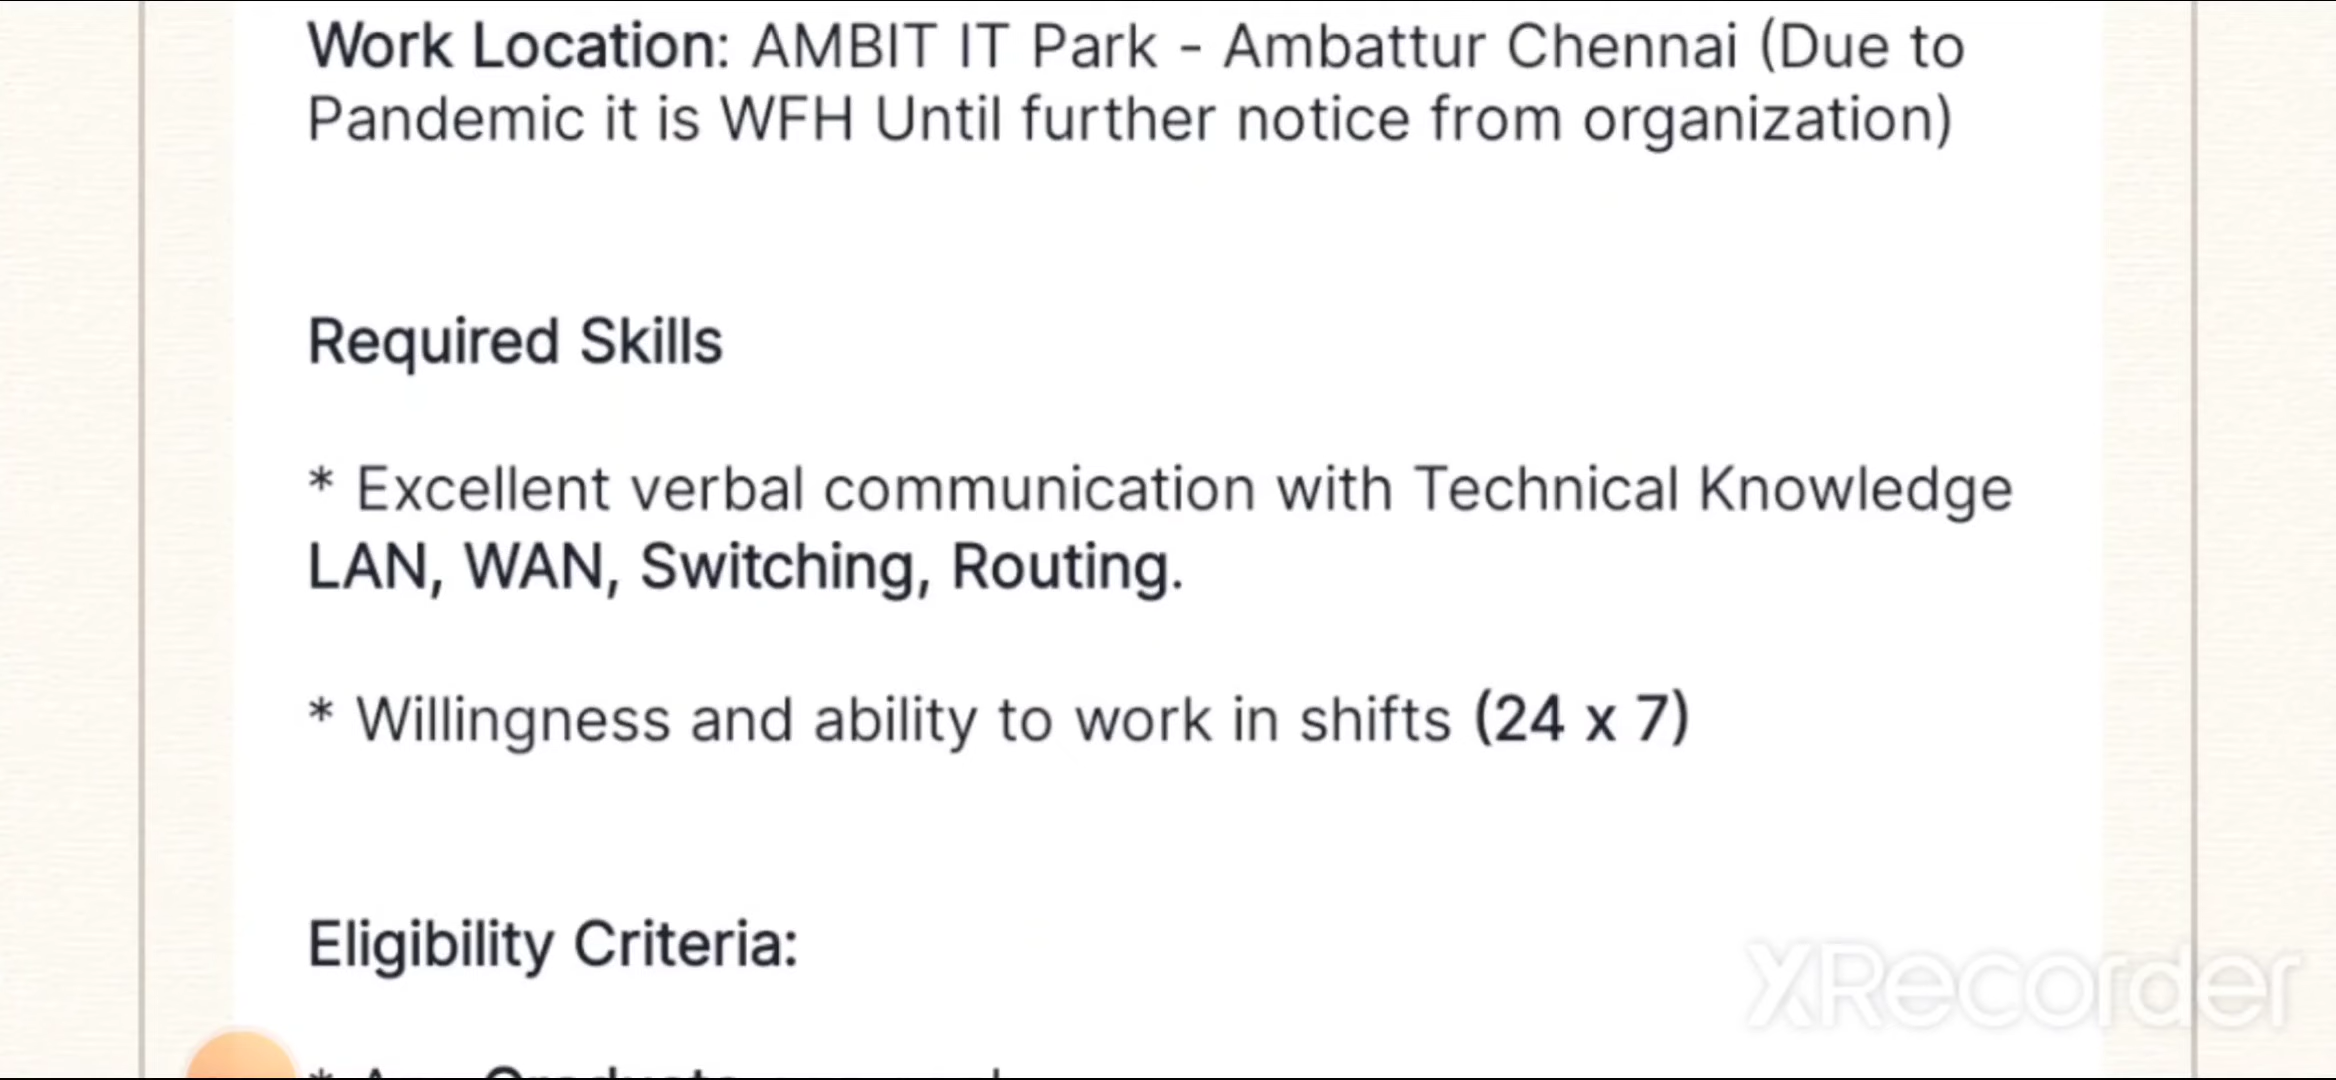 Work Location: AMBIT IT Park - Ambattur Chennai (Due to
Pandemic it is WFH Until further notice from organization)
Required Skills
* Excellent verbal communication with Technical Knowledge
LAN, WAN, Switching, Routing.
* Willingness and ability to work in shifts (24 x 7)
Eligibility Criteria:
XRecorder